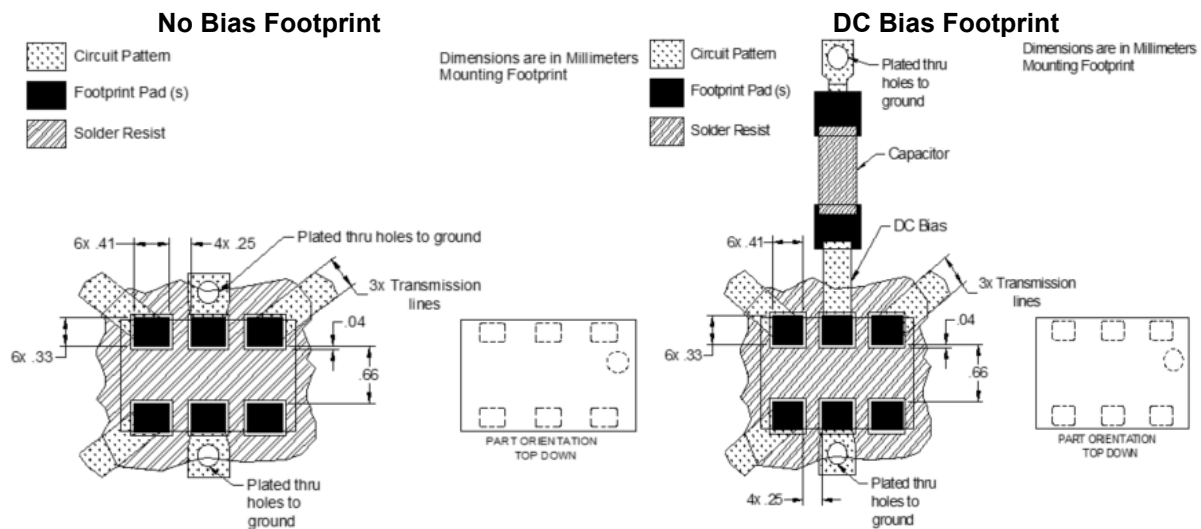 No Bias Footprint
Circuit Pattern
Footprint Pad (s)
Solder Resist
Dimensions are in Millimeters
Mounting Footprint
6x .41
4x .25
Plated thru holes to ground
3x Transmission
lines
6x .33
.04
.66
PART ORIENTATION
TOP DOWN
Plated thru
holes to
ground
DC Bias Footprint
Circuit Pattern
Footprint Pad(s)
Solder Resist
Plated thru
holes to
ground
Dimensions are in Millimeters
Mounting Footprint
Capacitor
6x .41
DC Bias
3x Transmission
lines
6x .33
.04
.66
PART ORIENTATION
TOP DOWN
4x .25
Plated thru
holes to
ground